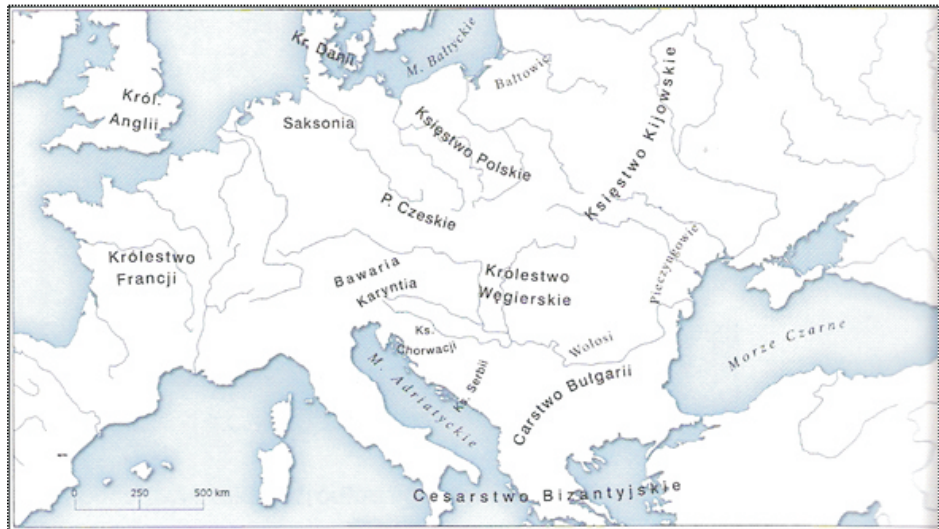 Kr. Danii
M. Bałtyckie
Bałtowie
Król.
Anglii
Saksonia
Księstwo Polskie
Księstwo Kijowskie
P. Czeskie
Królestwo
Francji
Bawaria
Karyntia
Królestwo
Węgierskie
Pieczyngowie
Ks.
Chorwacji
Wołosi
Morze Czarne
M. Adriatyckie
Ks. Serbii
Carstwo Bułgarii
Cesarstwo Bizantyjskie
0 250 500 km